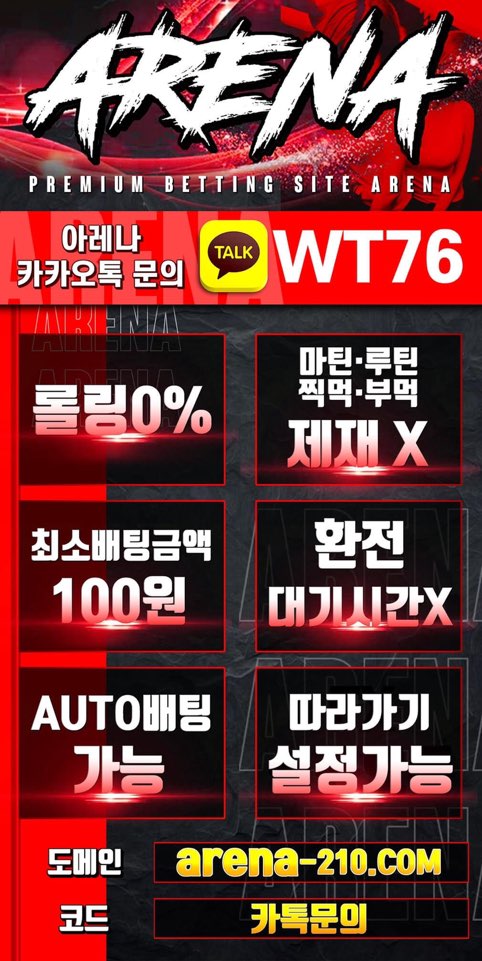 ARENA
PREMIUM BETTING SITE ARENA
아레나
카카오톡 문의
TALK
WT76
ARENA
ARENA
ARENA
롤링0%
마틴·루틴
찍먹·부먹
제재 X
최소배팅금액
100원
환전
대기시간X
AUTO배팅
가능
따라가기
설정가능
도메인
arena-210.COM
코드
카톡문의